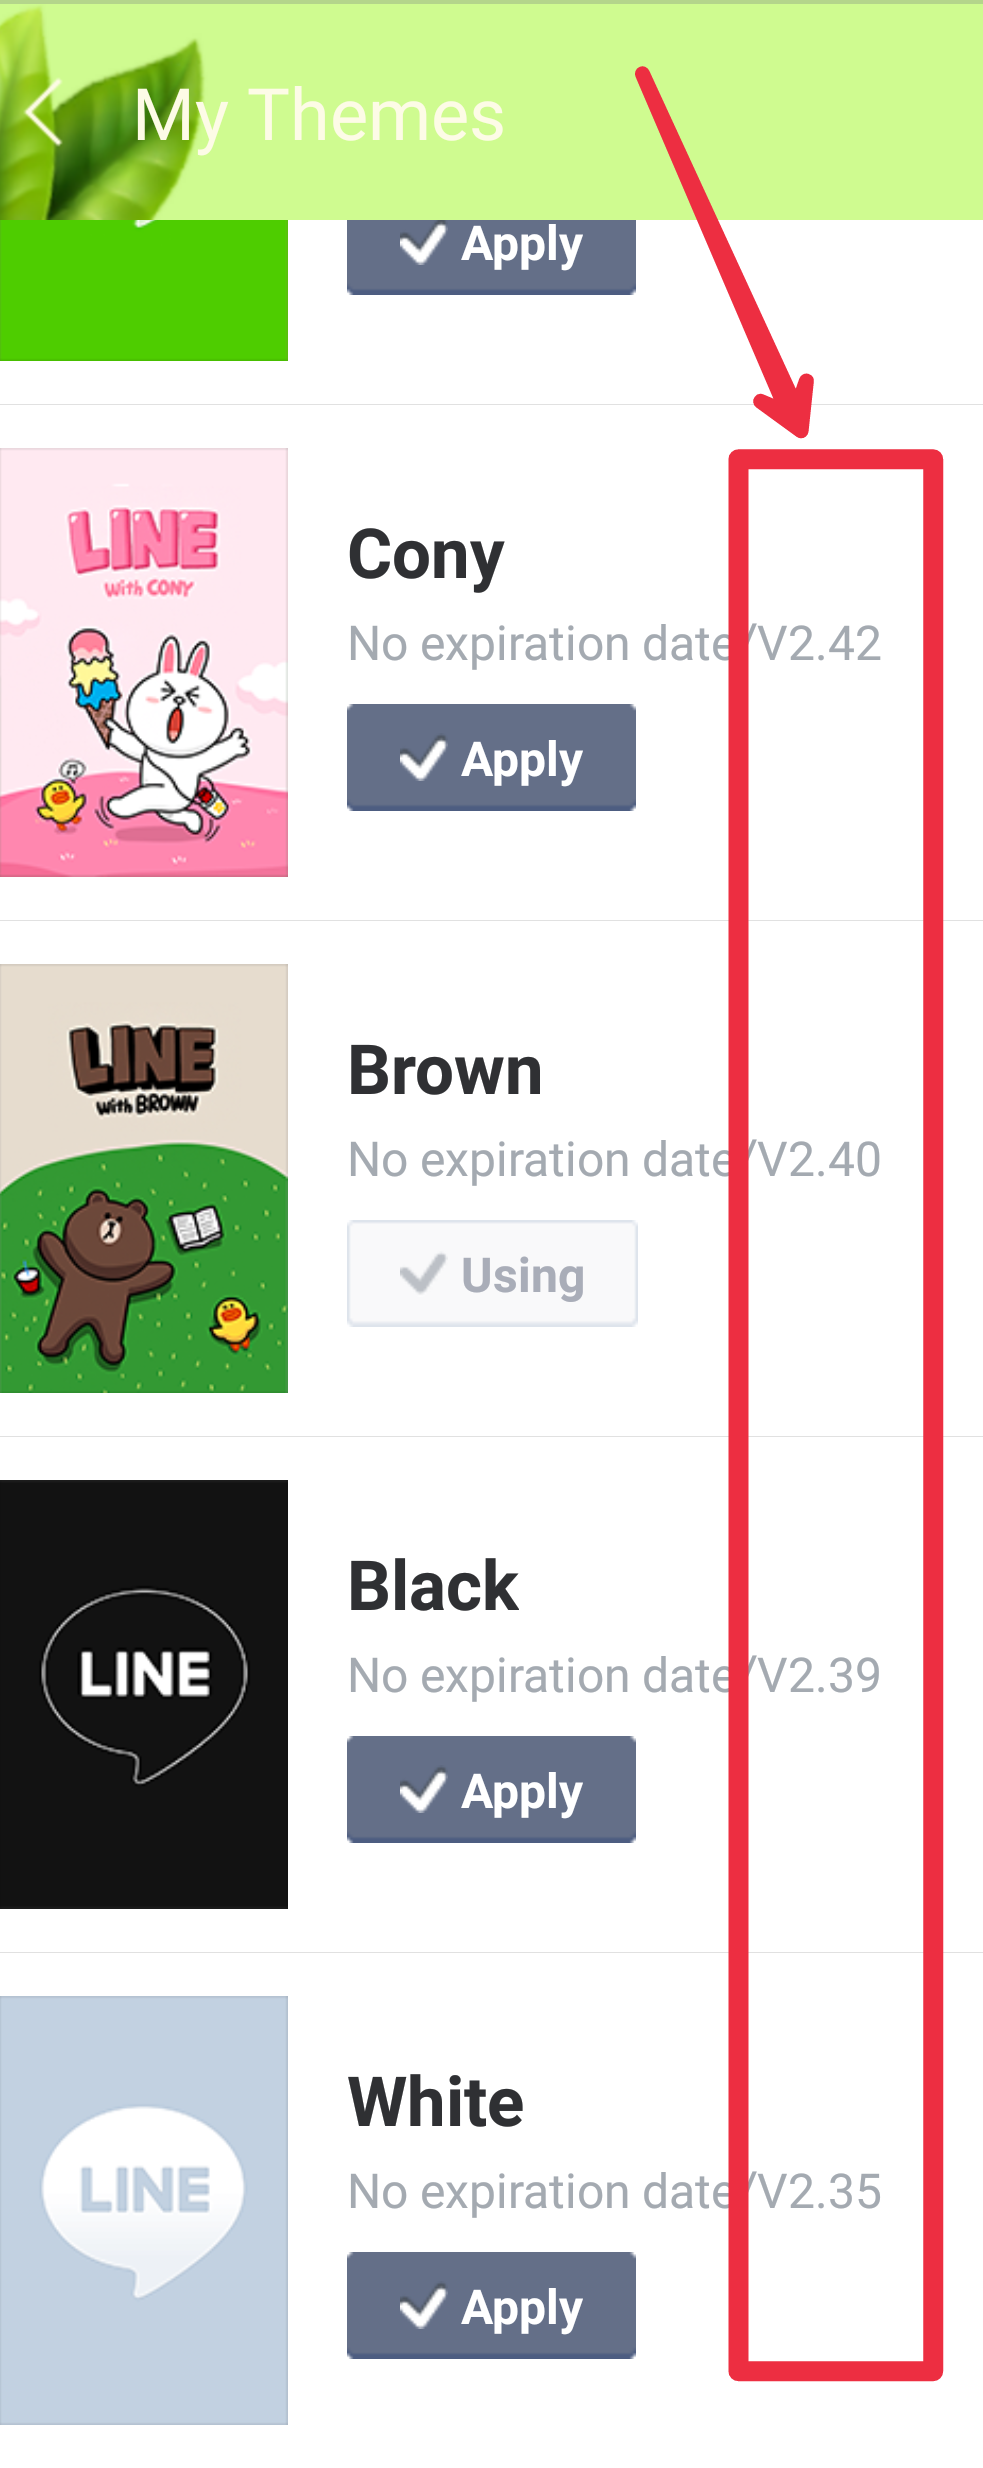 My Themes
Apply
LINE
With CONY
Cony
No expiration date/V2.42
Apply
LINE
With BROWN
Brown
No expiration date/V2.40
Using
LINE
Black
No expiration date/V2.39
Apply
LINE
White
No expiration date/V2.35
Apply